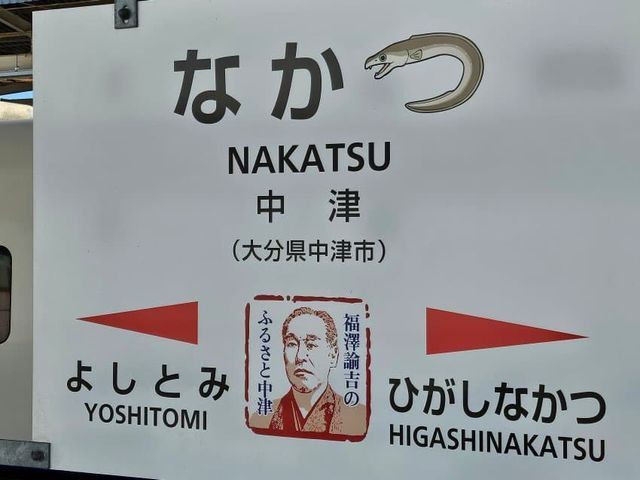 なか
NAKATSU
中津
（大分県中津市）
福澤諭吉の
ふるさと中津
よしとみ
YOSHITOMI
ひがしなかつ
HIGASHINAKATSU